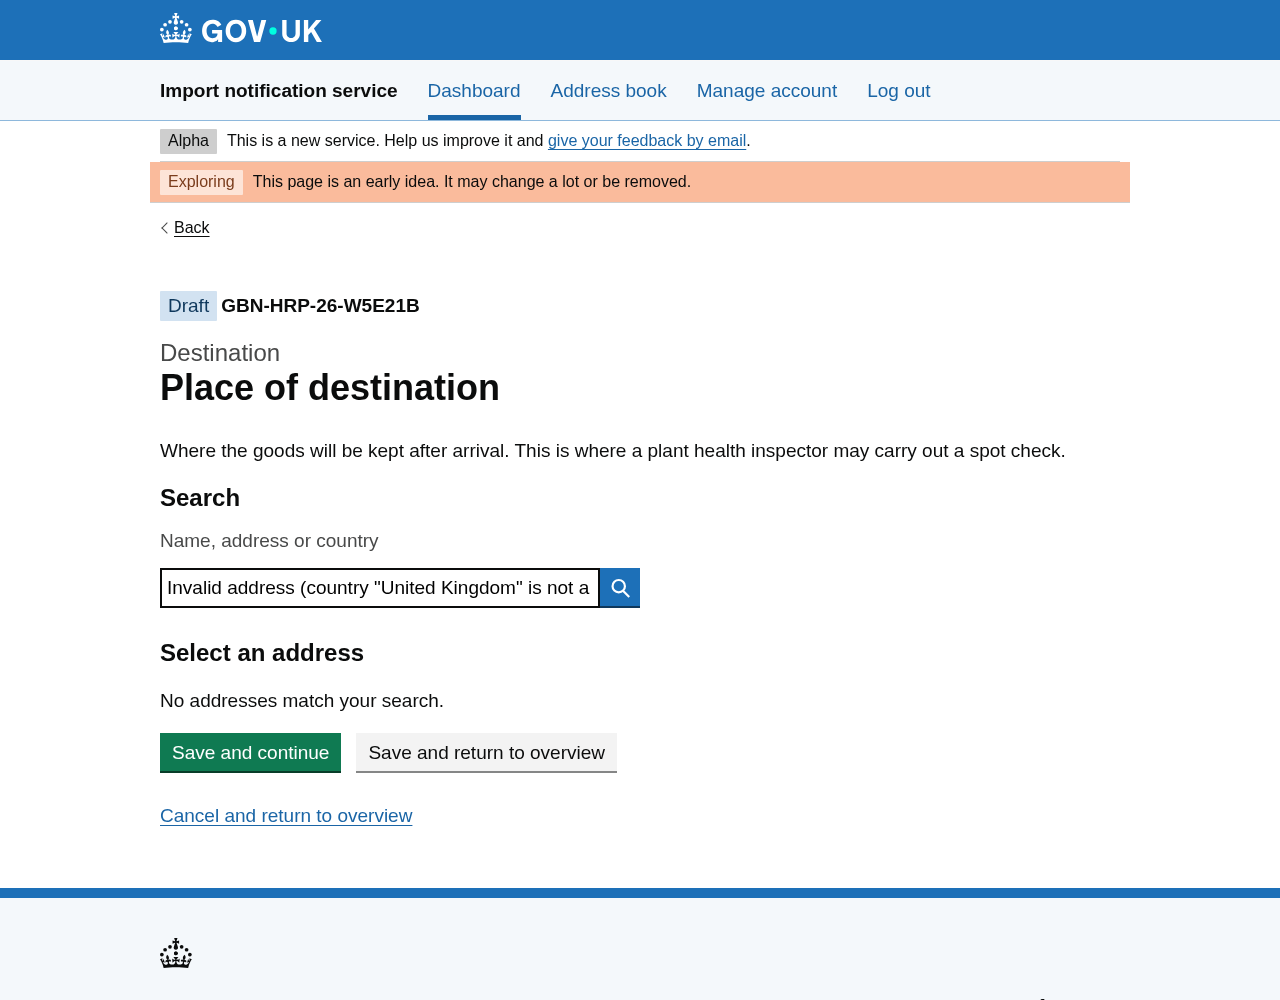 GOV·UK
Import notification service Dashboard Address book Manage account Log out
Alpha This is a new service. Help us improve it and give your feedback by email.
Exploring This page is an early idea. It may change a lot or be removed.
Back
Draft GBN-HRP-26-W5E21B
Destination
Place of destination
Where the goods will be kept after arrival. This is where a plant health inspector may carry out a spot check.
Search
Name, address or country
Invalid address (country "United Kingdom" is not a
Select an address
No addresses match your search.
Save and continue Save and return to overview
Cancel and return to overview